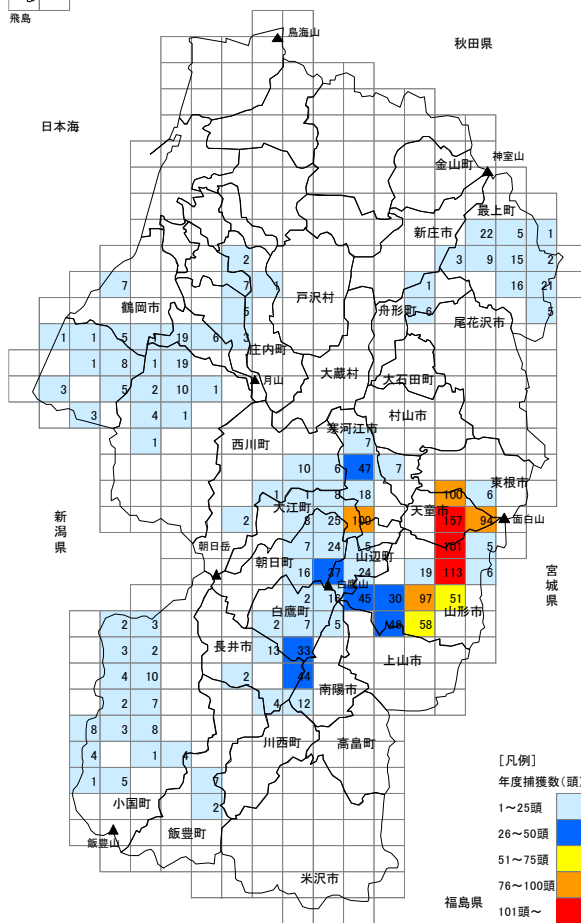 飛島
鳥海山
秋田県
日本海
神室山
金山町
最上町
新庄市
22 5 1
2 3 9 15 2
7 7 1 戸沢村 1 16 21
鶴岡市 5 舟形町 6 尾花沢市 5
1 1 5 1 19 6 3
庄内町
1 8 1 19 月山 大蔵村 大石田町
3 5 2 10 1
村山市
3 4 1
寒河江市
1 西川町 7
10 6 47 7
東根市
1 1 8 18 100 6
大江町 天童市
新潟県
2 8 25 100 157 94 面白山
7 24 5 101 5
朝日岳 朝日町 山辺町
宮城県
16 37 24 19 113 6
白鷹山
2 16 45 30 97 51
白鷹町 山形市
2 3 2 7 5 46 58
長井市
3 2 13 33 上山市
4 10 2 44
南陽市
2 7 4 12
8 3 8 川西町 高畠町
4 1 4
[凡例]
1 5 7 年度捕獲数(頭)
小国町 2 1～25頭
飯豊山 飯豊町 26～50頭
51～75頭
米沢市 76～100頭
福島県 101頭～